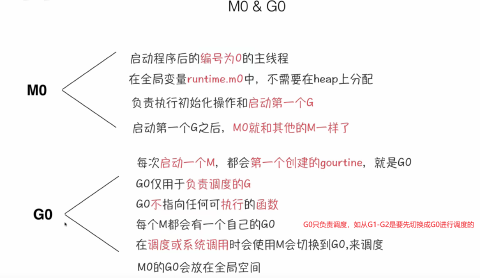 M0 & G0
M0
启动程序后的编号为0的主线程
在全局变量runtime.m0中，不需要在heap上分配
负责执行初始化操作和启动第一个G
启动第一个G之后，M0就和其他的M一样了
G0
每次启动一个M，都会第一个创建的gourtine，就是G0
G0仅用于负责调度的G
G0不指向任何可执行的函数
每个M都会有一个自己的G0
G0只负责调度，如从G1-G2是要先切换成G0进行调度的
在调度或系统调用时会使用M会切换到G0,来调度
M0的G0会放在全局空间